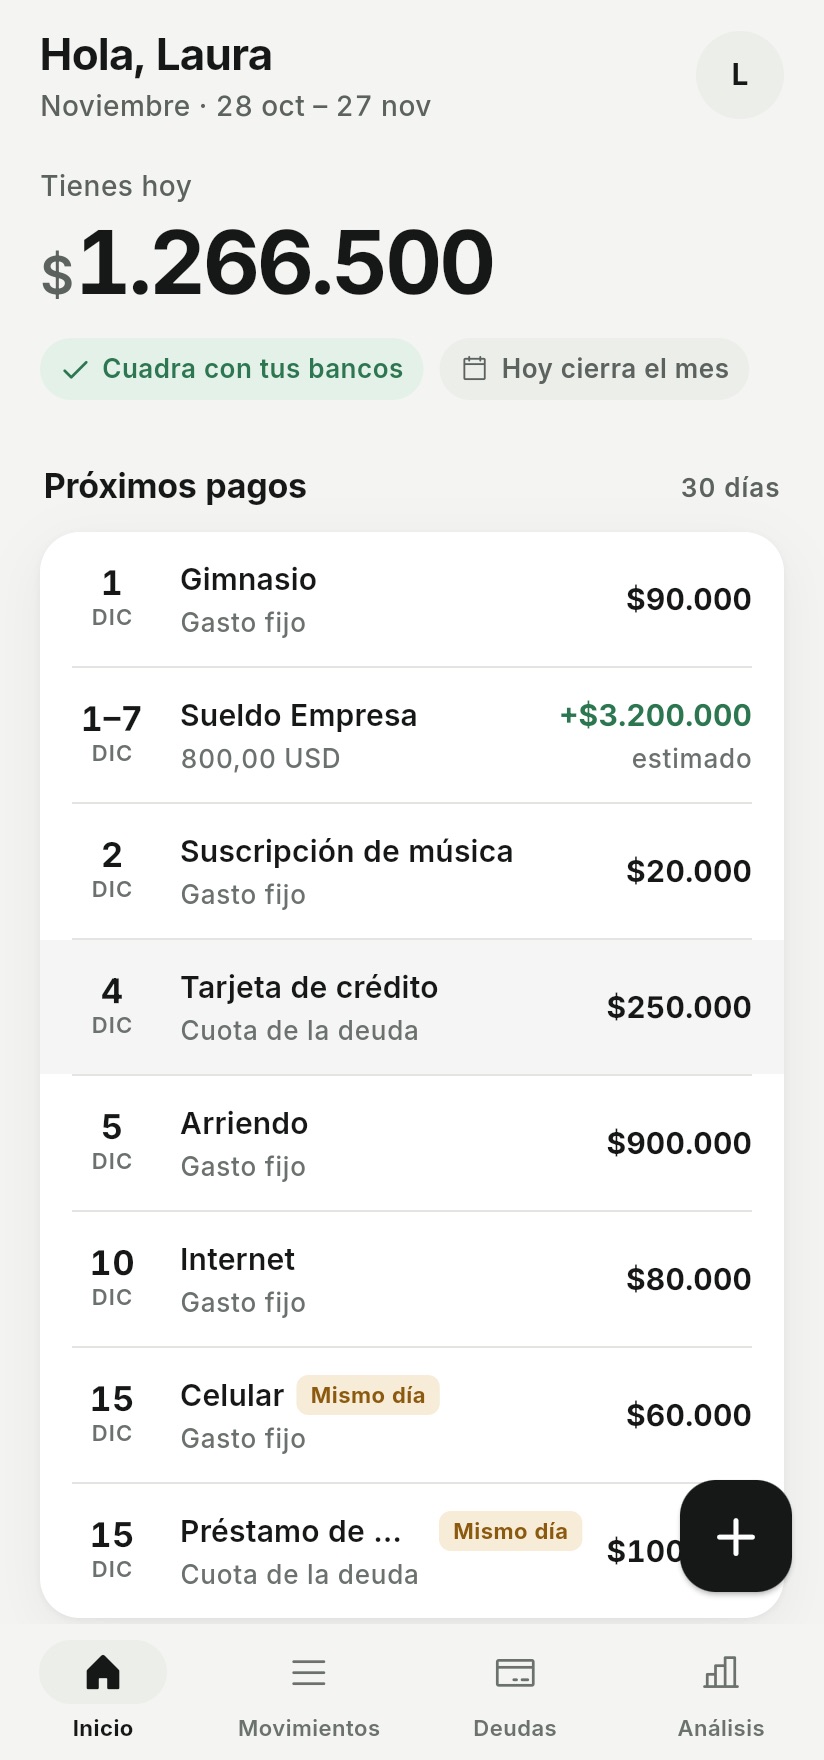 Hola, Laura
L
Noviembre · 28 oct – 27 nov
Tienes hoy
$1.266.500
Cuadra con tus bancos
Hoy cierra el mes
Próximos pagos
30 días
1 DIC
Gimnasio
Gasto fijo
$90.000
1–7 DIC
Sueldo Empresa
800,00 USD
+$3.200.000
estimado
2 DIC
Suscripción de música
Gasto fijo
$20.000
4 DIC
Tarjeta de crédito
Cuota de la deuda
$250.000
5 DIC
Arriendo
Gasto fijo
$900.000
10 DIC
Internet
Gasto fijo
$80.000
15 DIC
Celular
Mismo día
Gasto fijo
$60.000
15 DIC
Préstamo de ...
Mismo día
Cuota de la deuda
$100
Inicio
Movimientos
Deudas
Análisis